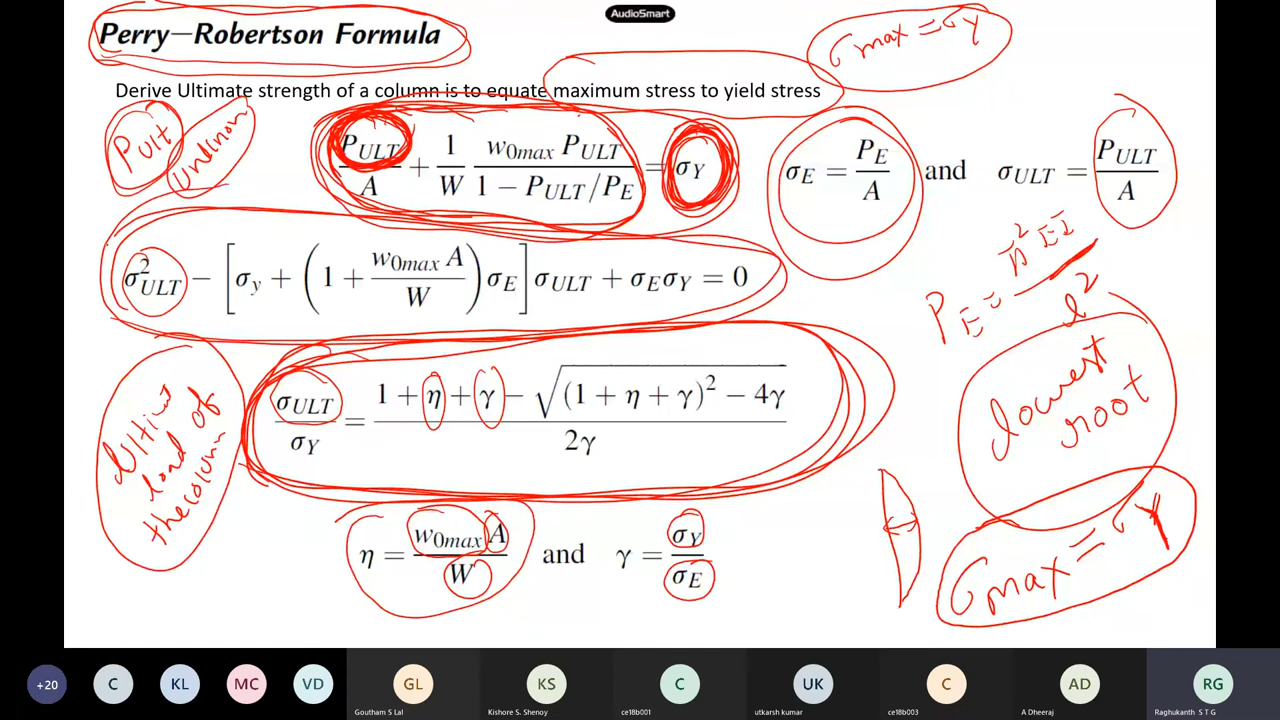 AudioSmart
Perry—Robertson Formula
σmax = σY
Derive Ultimate strength of a column is to equate maximum stress to yield stress
Pult
Unknown
P_ULT/A + 1/W w_0max P_ULT/(1 − P_ULT/P_E) = σ_Y
σ_E = P_E/A and σ_ULT = P_ULT/A
σ²_ULT − [σ_y + (1 + w_0max A/W) σ_E] σ_ULT + σ_E σ_Y = 0
P_E = π² EI/l²
σ_ULT/σ_Y = (1 + η + γ − √((1 + η + γ)² − 4γ))/2γ
lowest
root
load of
the column
η = w_0max A/W and γ = σ_Y/σ_E
σmax = σY
+20 C KL MC VD GL KS C UK C AD RG
Goutham S Lal Kishore S. Shenoy ce18b001 utkarsh kumar ce18b003 A Dheeraj Raghukanth S T G